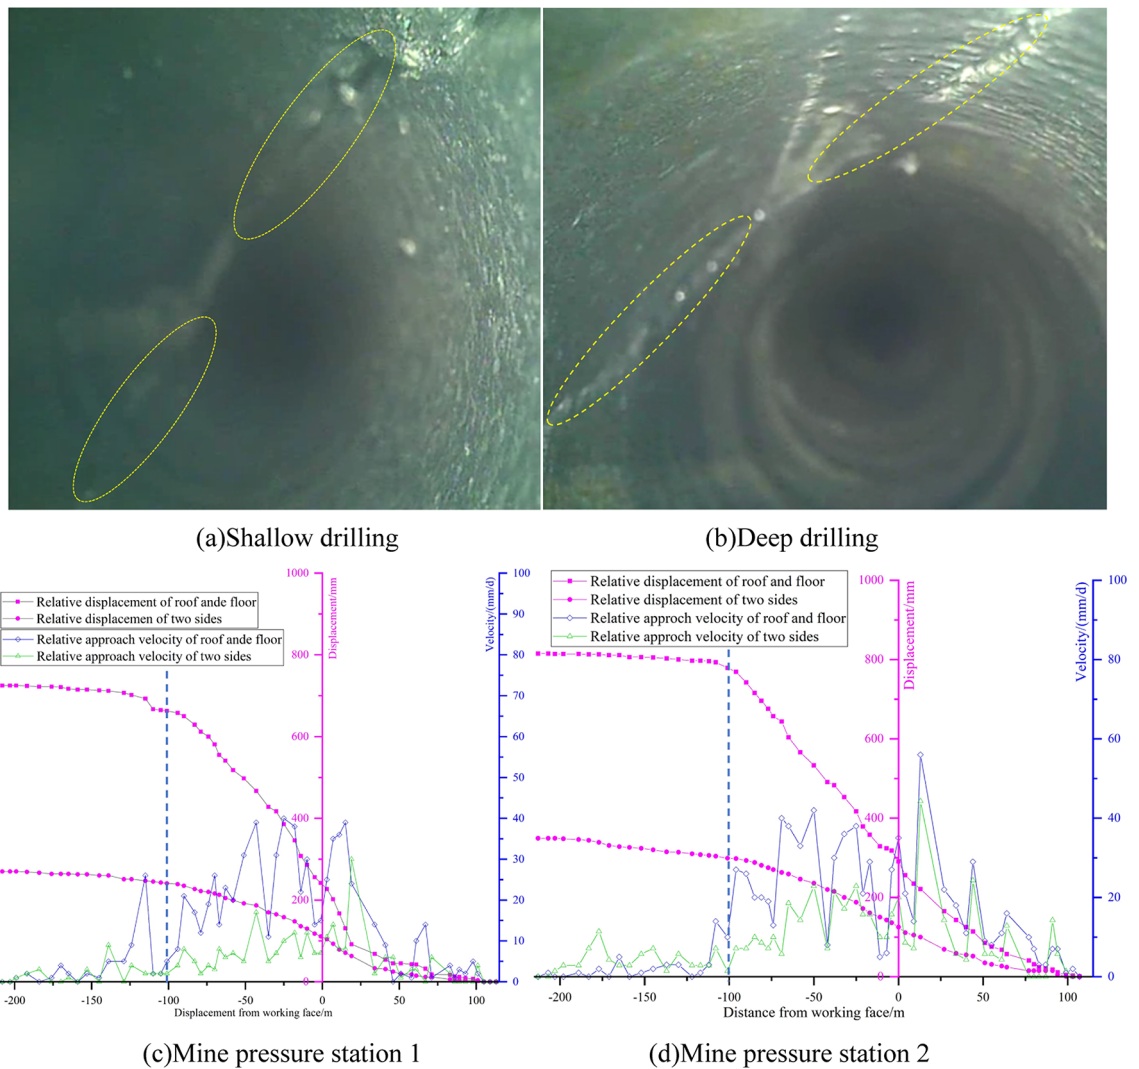 (a)Shallow drilling
(b)Deep drilling
Relative displacement of roof ande floor
Relative displacemen of two sides
Relative approach velocity of roof ande floor
Relative approach velocity of two sides
1000
800
600
400
200
0
Displacement/mm
100
90
80
70
60
50
40
30
20
10
0
Velocity/(mm/d)
-200
-150
-100
-50
0
50
100
Displacement from working face/m
(c)Mine pressure station 1
Relative displacement of roof and floor
Relative displacement of two sides
Relative approch velocity of roof and floor
Relative approch velocity of two sides
1000
800
600
400
200
0
Displacement/mm
100
80
60
40
20
0
Velocity/(mm/d)
-200
-150
-100
-50
0
50
100
Distance from working face/m
(d)Mine pressure station 2